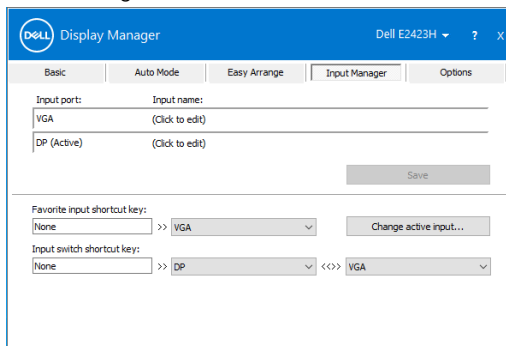 DELL Display Manager Dell E2423H ? X
Basic Auto Mode Easy Arrange Input Manager Options
Input port: Input name:
VGA (Click to edit)
DP (Active) (Click to edit)
Save
Favorite input shortcut key:
None >> VGA Change active input...
Input switch shortcut key:
None >> DP <<>> VGA